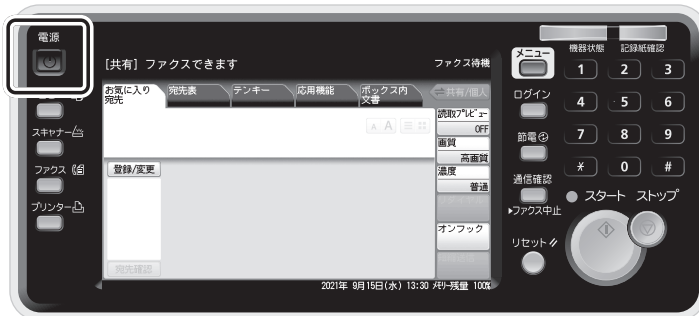 電源
スキャナー
ファクス
プリンター
[共有] ファクスできます
ファクス待機
お気に入り
宛先
宛先表
テンキー
応用機能
ボックス内
文書
共有/個人
A A
読取プレビュー
OFF
画質
高画質
濃度
普通
登録/変更
オンフック
宛先確認
2021年 9月15日(水) 13:30 メモリー残量 100%
メニュー
ログイン
節電
通信確認
▶ファクス中止
リセット
機器状態
記録紙確認
1 2 3
4 5 6
7 8 9
* 0 #
スタート ストップ